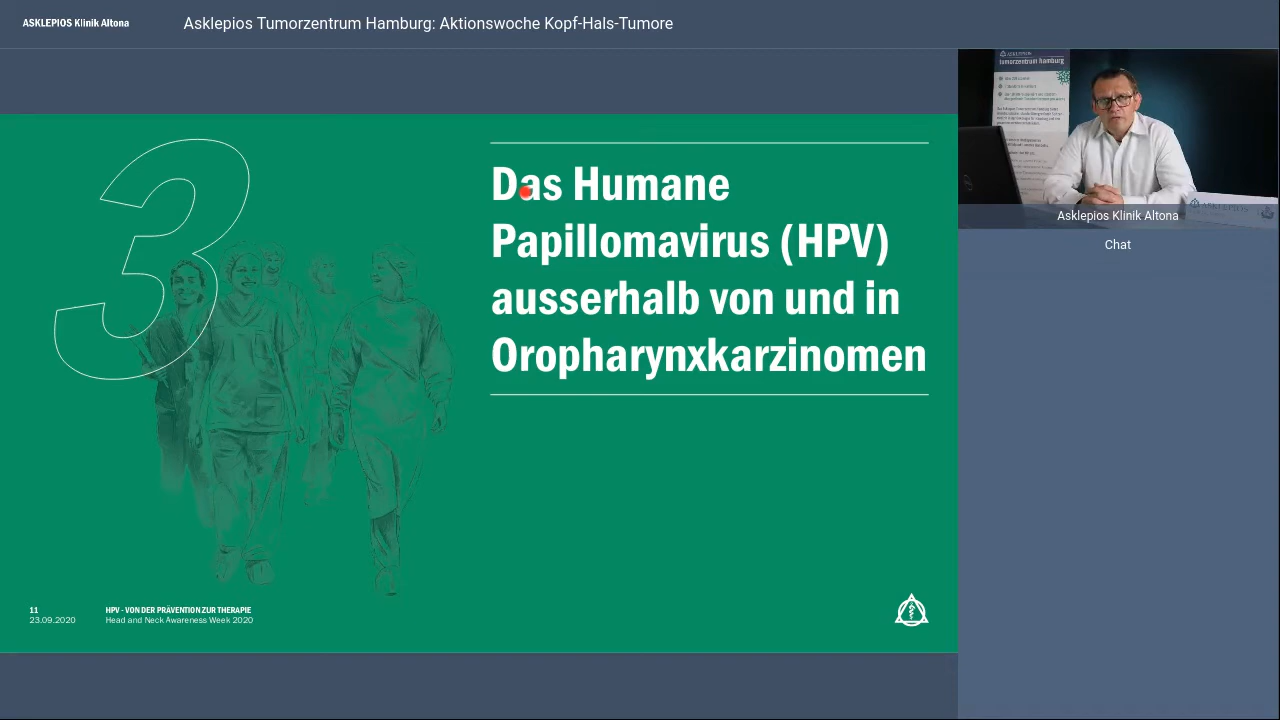 ASKLEPIOS Klinik Altona
Asklepios Tumorzentrum Hamburg: Aktionswoche Kopf-Hals-Tumore
3
Das Humane
Papillomavirus (HPV)
ausserhalb von und in
Oropharynxkarzinomen
11
HPV - VON DER PRÄVENTION ZUR THERAPIE
23.09.2020
Head and Neck Awareness Week 2020
ASKLEPIOS
tumorzentrum hamburg
Asklepios Klinik Altona
Chat